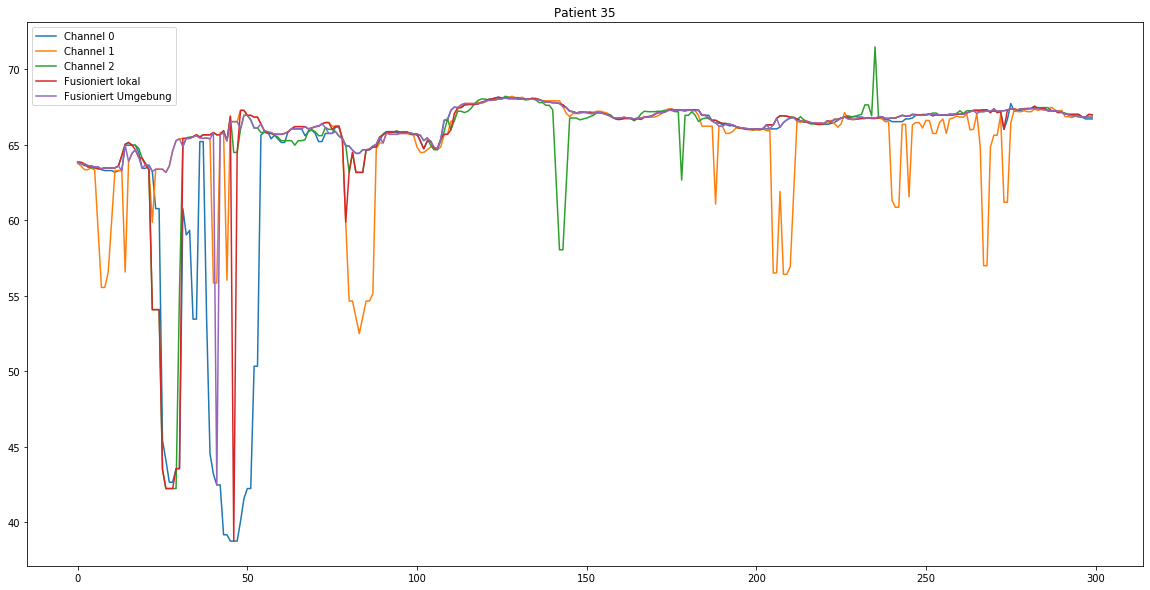 Patient 35
Channel 0
Channel 1
Channel 2
Fusioniert lokal
Fusioniert Umgebung
70
65
60
55
50
45
40
0 50 100 150 200 250 300